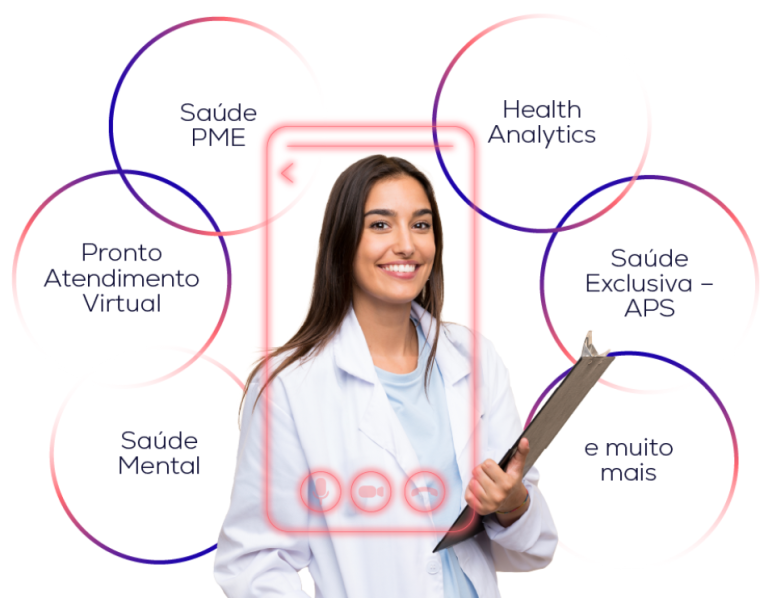 Saúde
PME
Health
Analytics
Pronto
Atendimento
Virtual
Saúde
Exclusiva –
APS
Saúde
Mental
e muito
mais